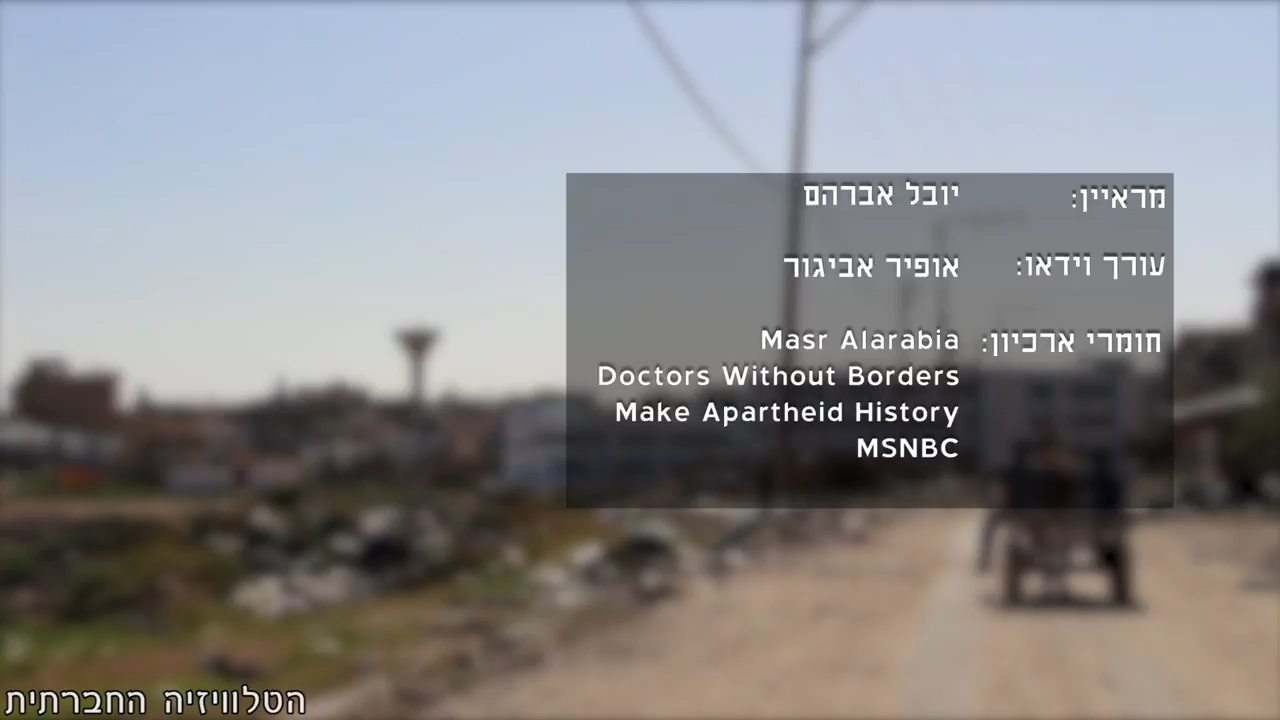 מראיין: יובל אברהם
עורך וידאו: אופיר אביגור
חומרי ארכיון: Masr Alarabia
Doctors Without Borders
Make Apartheid History
MSNBC
הטלוויזיה החברתית